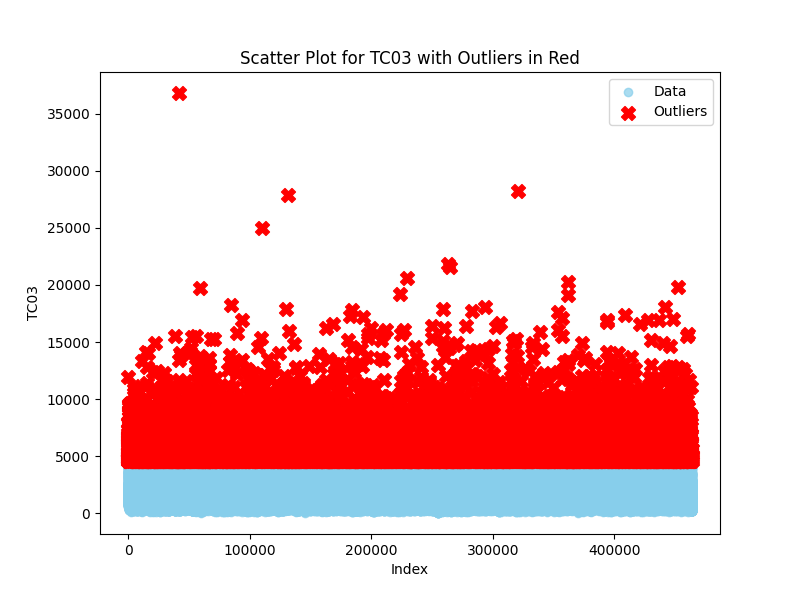 Scatter Plot for TC03 with Outliers in Red
Data
Outliers
35000
30000
25000
20000
15000
10000
5000
0
TC03
0 100000 200000 300000 400000
Index